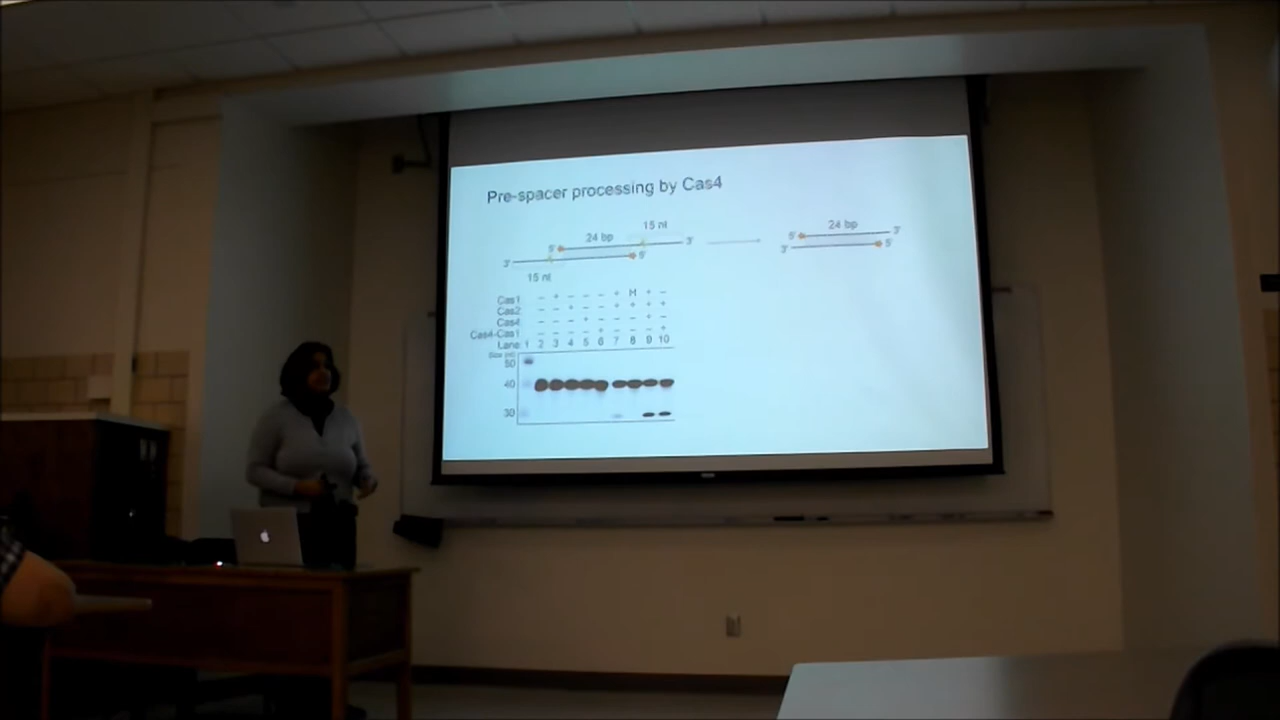 Pre-spacer processing by Cas4
15 nt
24 bp
5' 3'
3' 5'
15 nt
24 bp
5' 3'
3' 5'
Cas1 – + – – – + M + –
Cas2 – – + – – + + + +
Cas4 – – – + – – – + –
Cas4-Cas1 – – – – + – – – +
Lane 1 2 3 4 5 6 7 8 9 10
Size (nt)
50
40
30